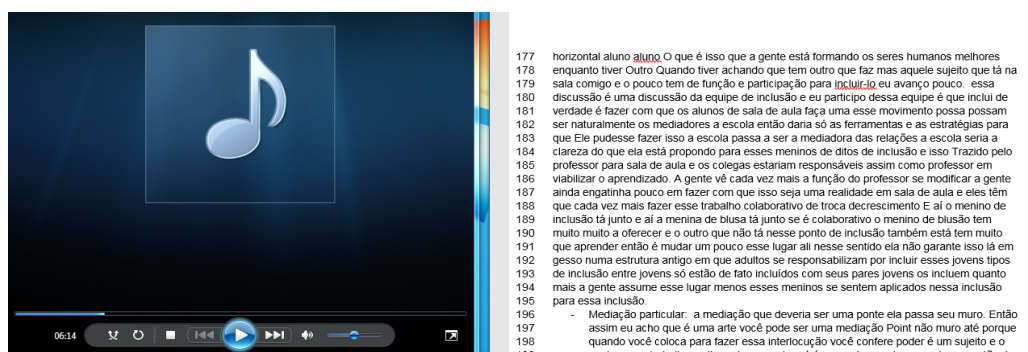 06:14
177 horizontal aluno aluno O que é isso que a gente está formando os seres humanos melhores
178 enquanto tiver Outro Quando tiver achando que tem outro que faz mas aquele sujeito que tá na
179 sala comigo e o pouco tem de função e participação para incluir-lo eu avanço pouco. essa
180 discussão é uma discussão da equipe de inclusão e eu participo dessa equipe é que inclui de
181 verdade é fazer com que os alunos de sala de aula faça uma esse movimento possa possam
182 ser naturalmente os mediadores a escola então daria só as ferramentas e as estratégias para
183 que Ele pudesse fazer isso a escola passa a ser a mediadora das relações a escola seria a
184 clareza do que ela está propondo para esses meninos de ditos de inclusão e isso Trazido pelo
185 professor para sala de aula e os colegas estariam responsáveis assim como professor em
186 viabilizar o aprendizado. A gente vê cada vez mais a função do professor se modificar a gente
187 ainda engatinha pouco em fazer com que isso seja uma realidade em sala de aula e eles têm
188 que cada vez mais fazer esse trabalho colaborativo de troca decrescimento E aí o menino de
189 inclusão tá junto e aí a menina de blusa tá junto se é colaborativo o menino de blusão tem
190 muito muito a oferecer e o outro que não tá nesse ponto de inclusão também está tem muito
191 que aprender então é mudar um pouco esse lugar ali nesse sentido ela não garante isso lá em
192 gesso numa estrutura antigo em que adultos se responsabilizam por incluir esses jovens tipos
193 de inclusão entre jovens só estão de fato incluídos com seus pares jovens os incluem quanto
194 mais a gente assume esse lugar menos esses meninos se sentem aplicados nessa inclusão
195 para essa inclusão.
196 - Mediação particular: a mediação que deveria ser uma ponte ela passa seu muro. Então
197 assim eu acho que é uma arte você pode ser uma mediação Point não muro até porque
198 quando você coloca para fazer essa interlocução você confere poder é um sujeito e o